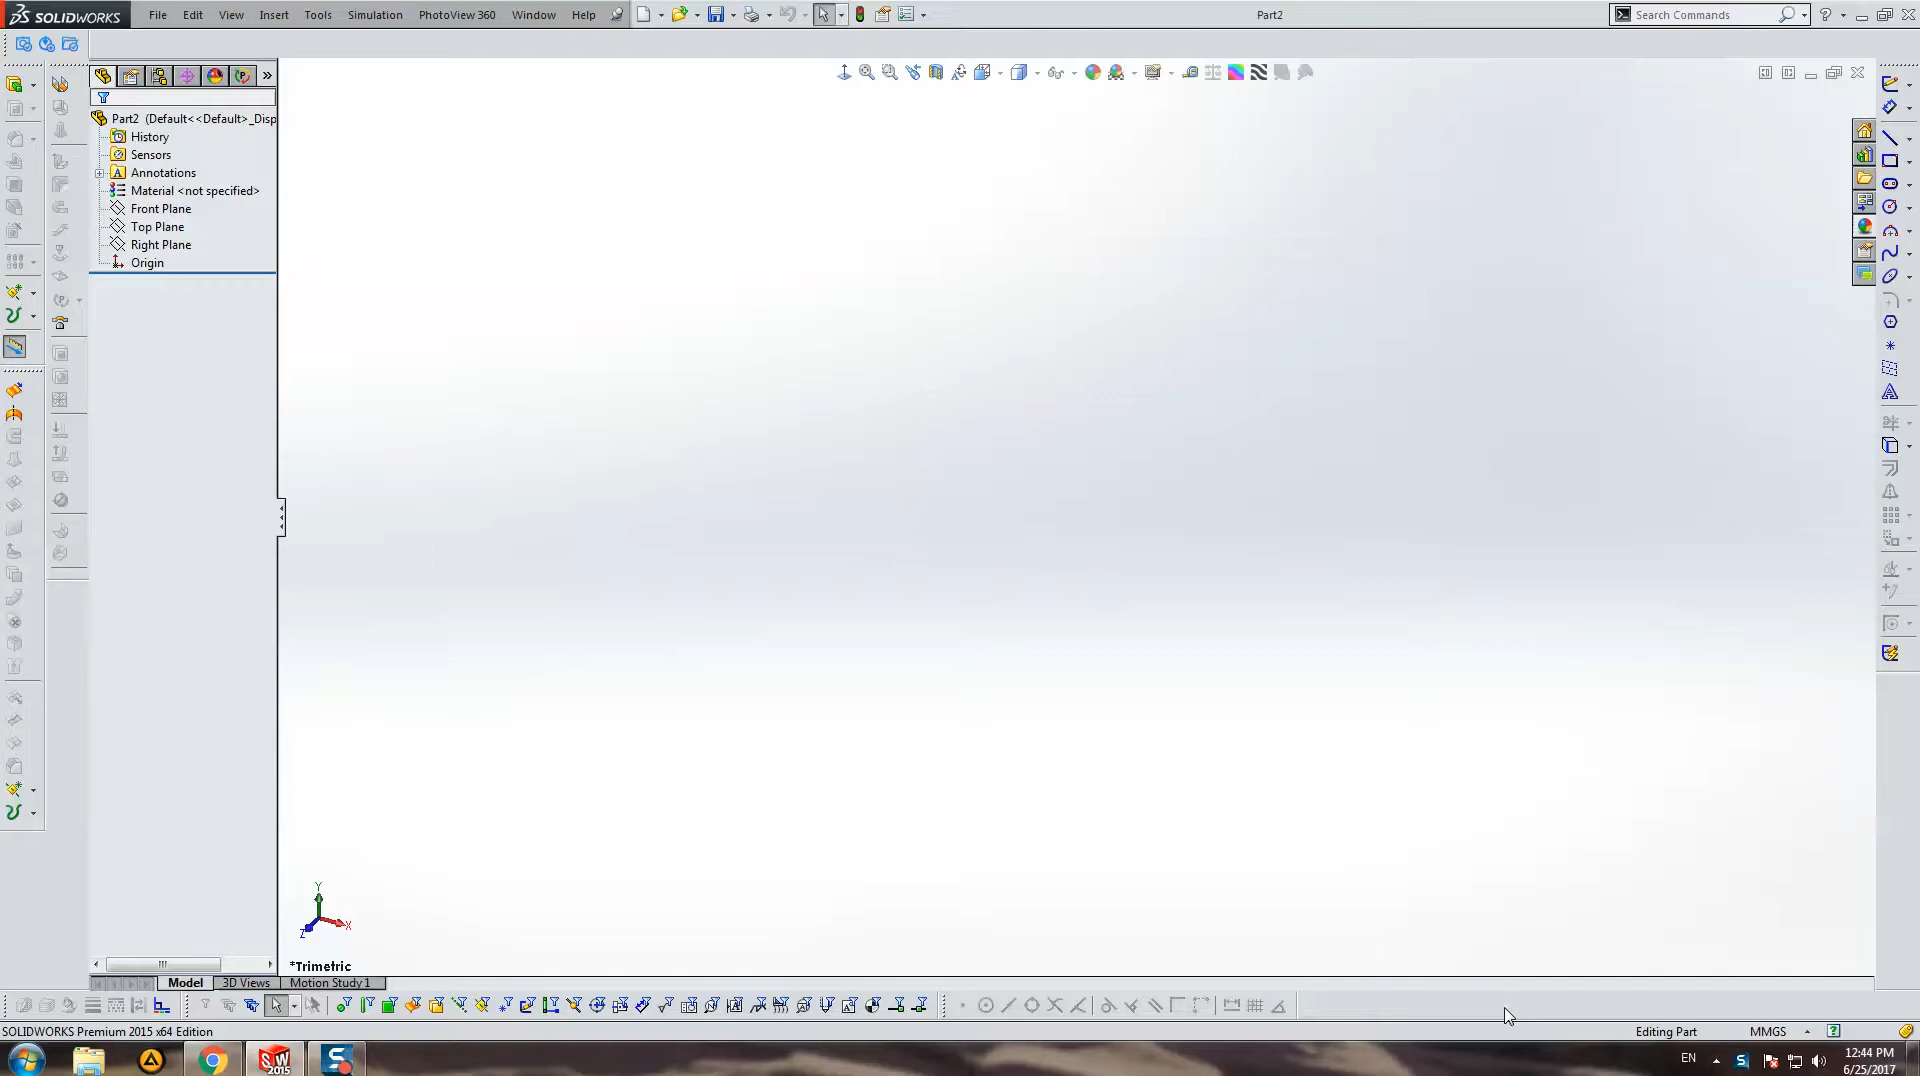 SOLIDWORKS File Edit View Insert Tools Simulation PhotoView 360 Window Help Part2 Search Commands
Part2 (Default<<Default>_Disp
History
Sensors
A Annotations
Material <not specified>
Front Plane
Top Plane
Right Plane
Origin
Y
X
Z
*Trimetric
Model 3D Views Motion Study 1
SOLIDWORKS Premium 2015 x64 Edition Editing Part MMGS
SW 2015 S EN S 12:44 PM
6/25/2017